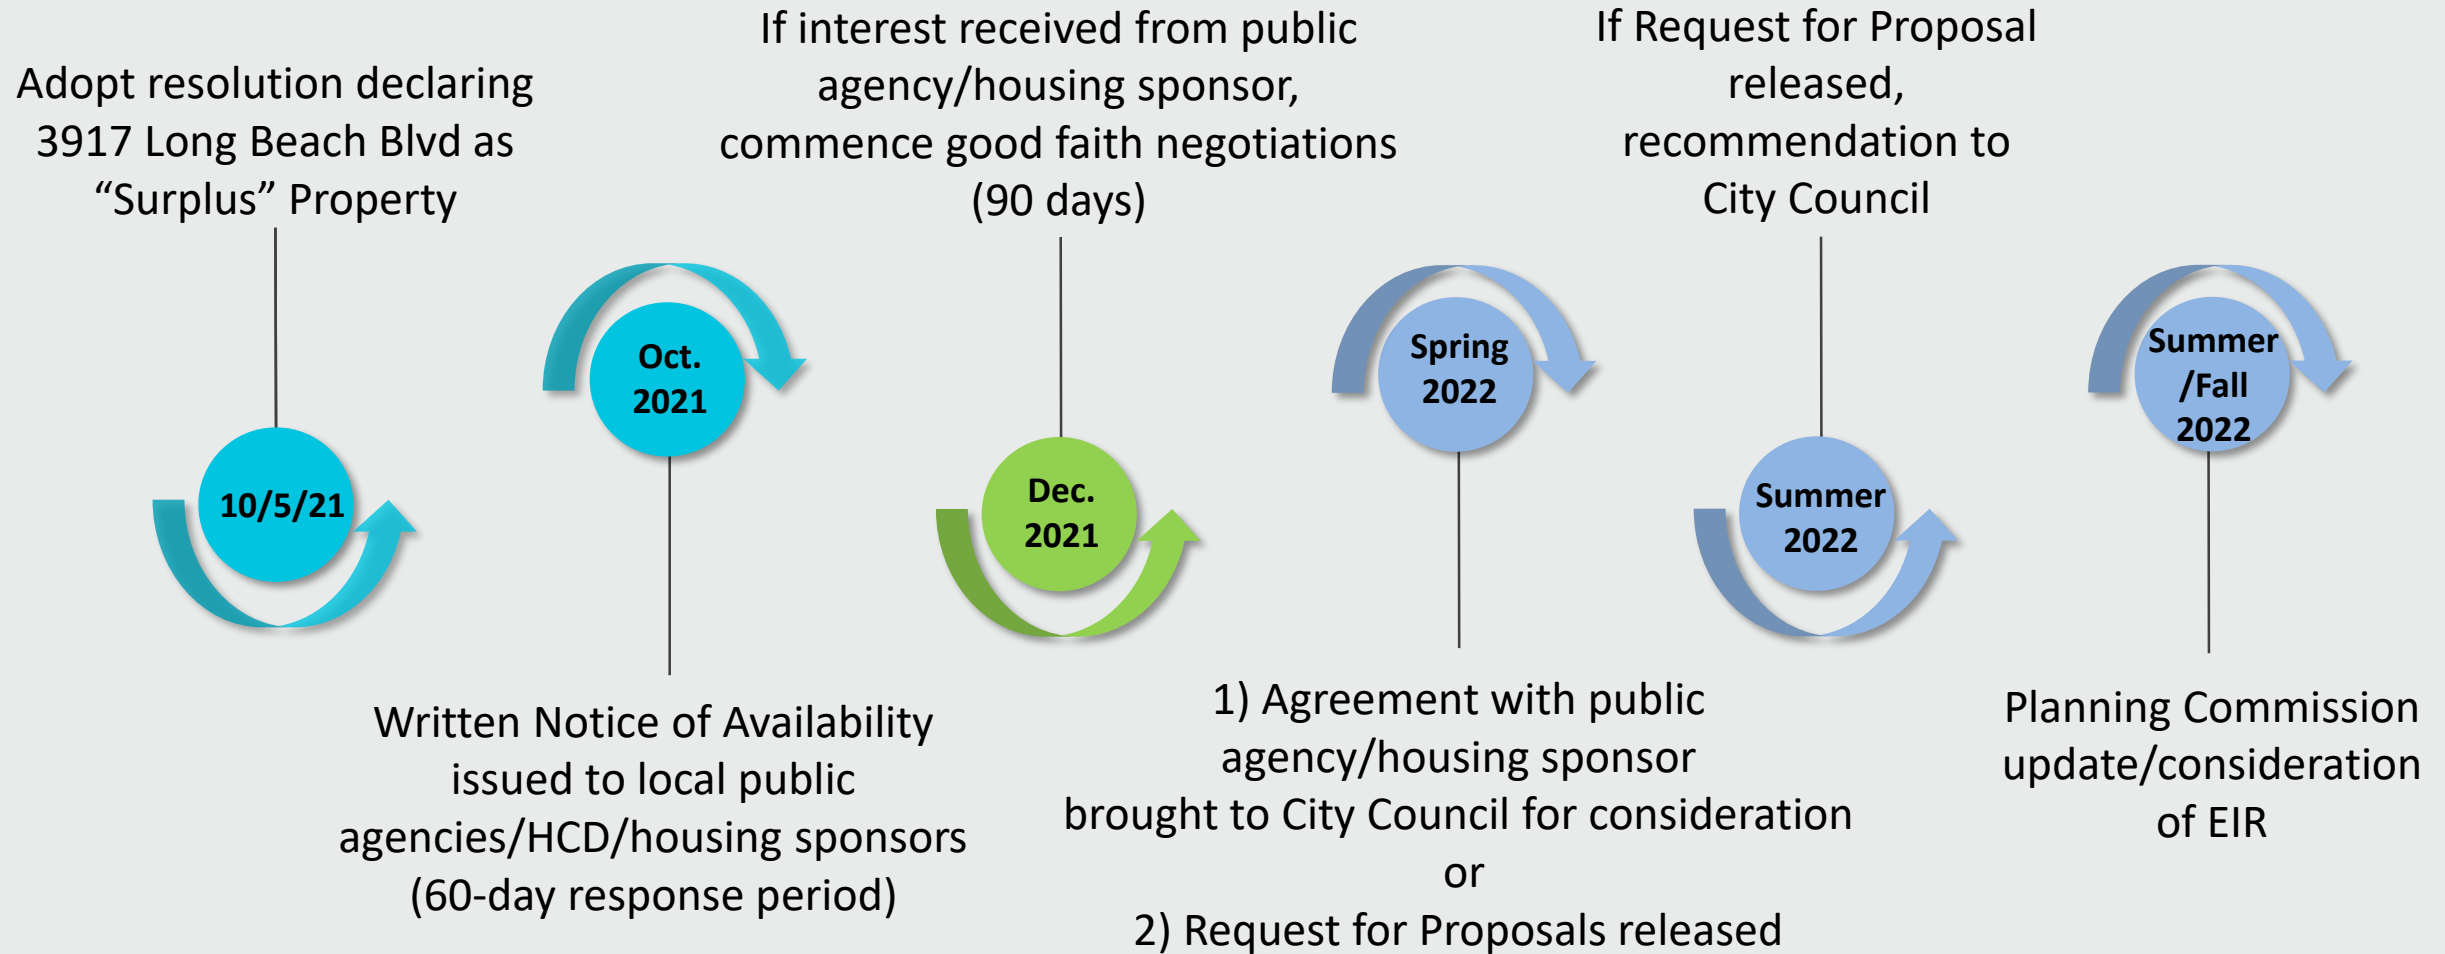 Adopt resolution declaring
3917 Long Beach Blvd as
“Surplus” Property
10/5/21
Oct.
2021
Written Notice of Availability
issued to local public
agencies/HCD/housing sponsors
(60-day response period)
If interest received from public
agency/housing sponsor,
commence good faith negotiations
(90 days)
Dec.
2021
Spring
2022
1) Agreement with public
agency/housing sponsor
brought to City Council for consideration
or
2) Request for Proposals released
If Request for Proposal
released,
recommendation to
City Council
Summer
2022
Summer
/Fall
2022
Planning Commission
update/consideration
of EIR